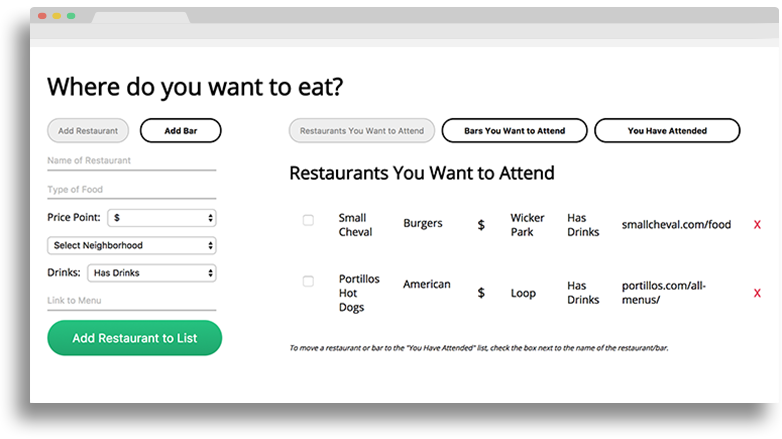 Where do you want to eat?
Add Restaurant
Add Bar
Name of Restaurant
Type of Food
Price Point:
$
Select Neighborhood
Drinks:
Has Drinks
Link to Menu
Add Restaurant to List
Restaurants You Want to Attend
Bars You Want to Attend
You Have Attended
Restaurants You Want to Attend
Small
Cheval
Burgers
$
Wicker
Park
Has
Drinks
smallcheval.com/food
X
Portillos
Hot
Dogs
American
$
Loop
Has
Drinks
portillos.com/all-
menus/
X
To move a restaurant or bar to the "You Have Attended" list, check the box next to the name of the restaurant/bar.